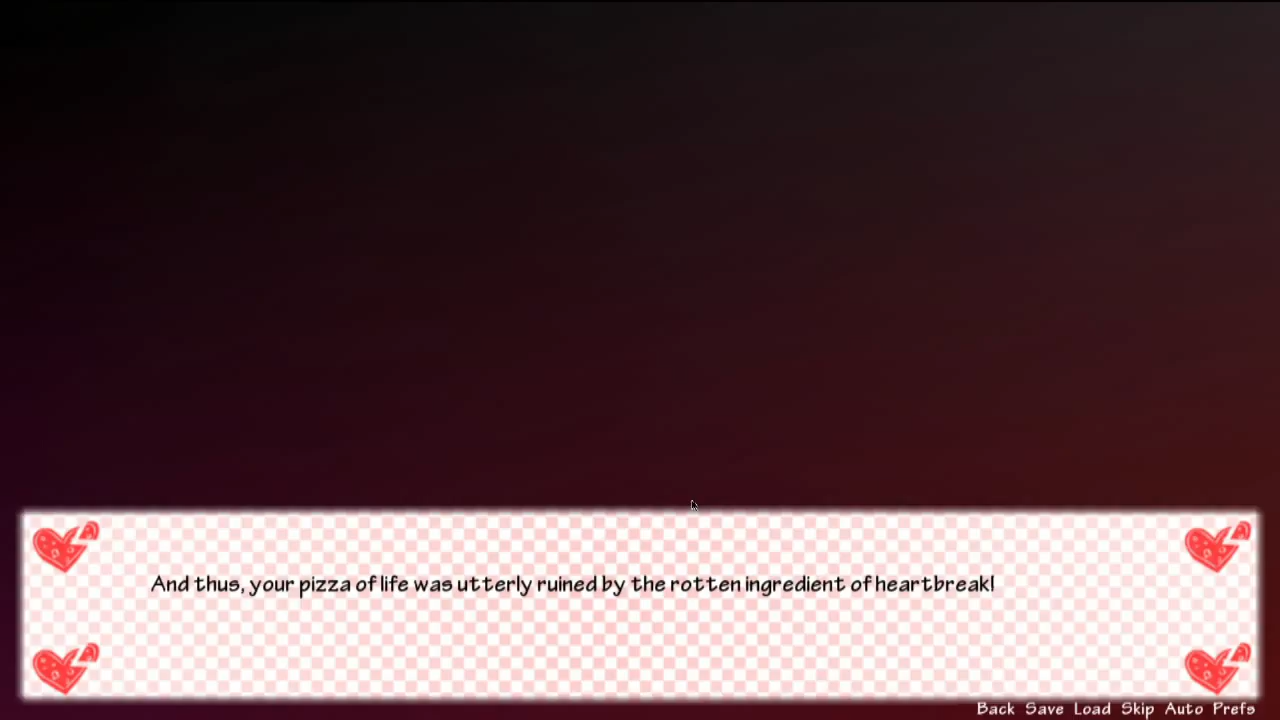 And thus, your pizza of life was utterly ruined by the rotten ingredient of heartbreak!
Back Save Load Skip Auto Prefs